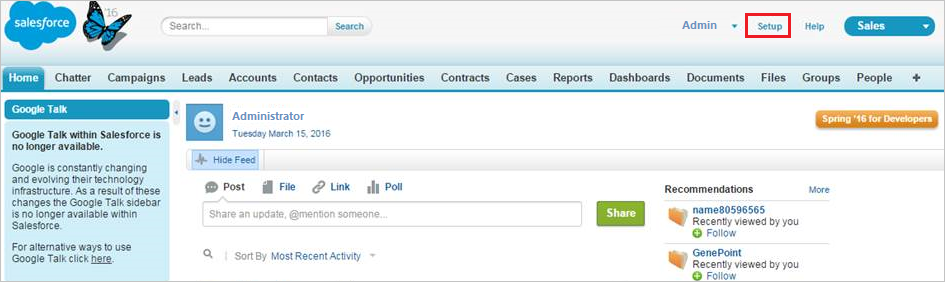 salesforce '16 Search... Search Admin Setup Help Sales
Home Chatter Campaigns Leads Accounts Contacts Opportunities Contracts Cases Reports Dashboards Documents Files Groups People +
Google Talk
Google Talk within Salesforce is
no longer available.
Google is constantly changing
and evolving their technology
infrastructure. As a result of these
changes the Google Talk sidebar
is no longer available within
Salesforce.
For alternative ways to use
Google Talk click here.
Administrator
Tuesday March 15, 2016
Spring '16 for Developers
Hide Feed
Post File Link Poll
Share an update, @mention someone... Share
Sort By Most Recent Activity
Recommendations More
name80596565
Recently viewed by you
Follow
GenePoint
Recently viewed by you
Follow